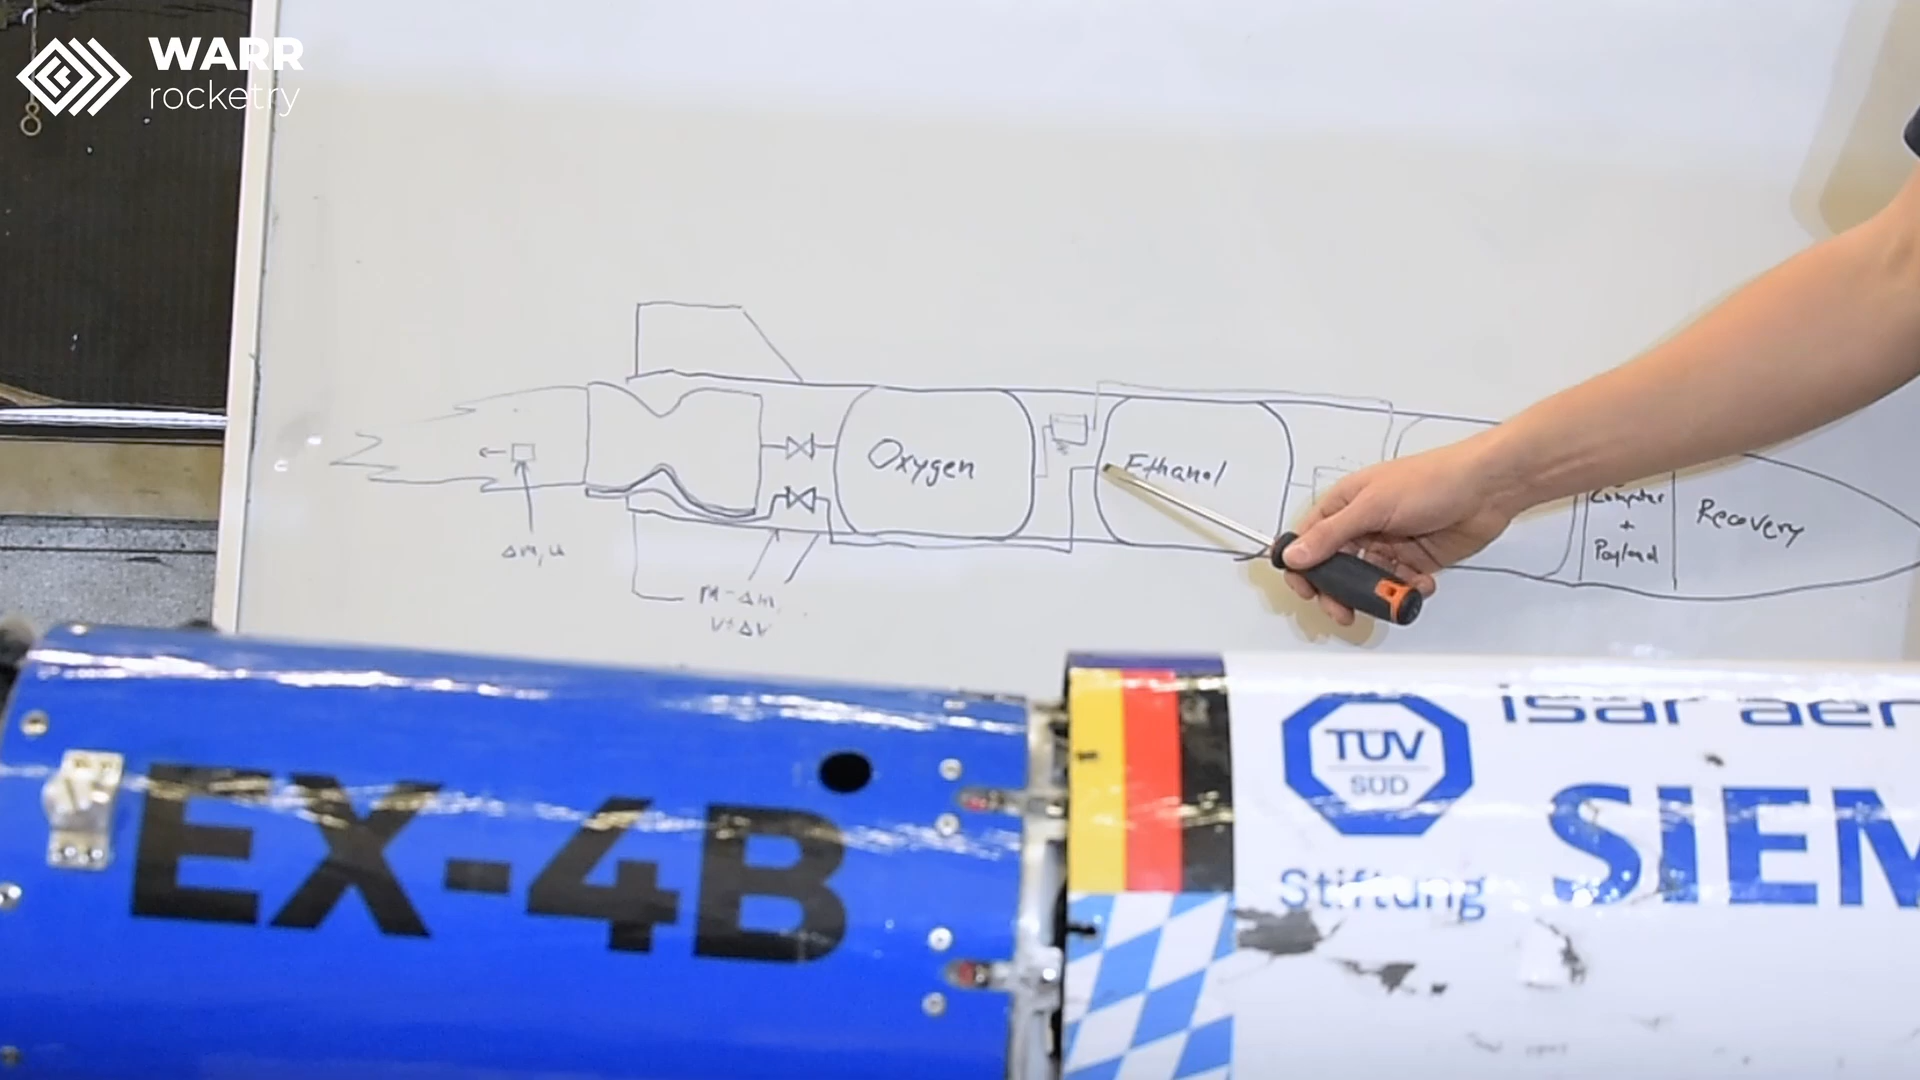 WARR
rocketry
Oxygen
Ethanol
Computer
+
Payload
Recovery
Δm, u
m - Δm,
V+ΔV
EX-4B
TÜV
SÜD
Stiftung
isar aer
SIEM